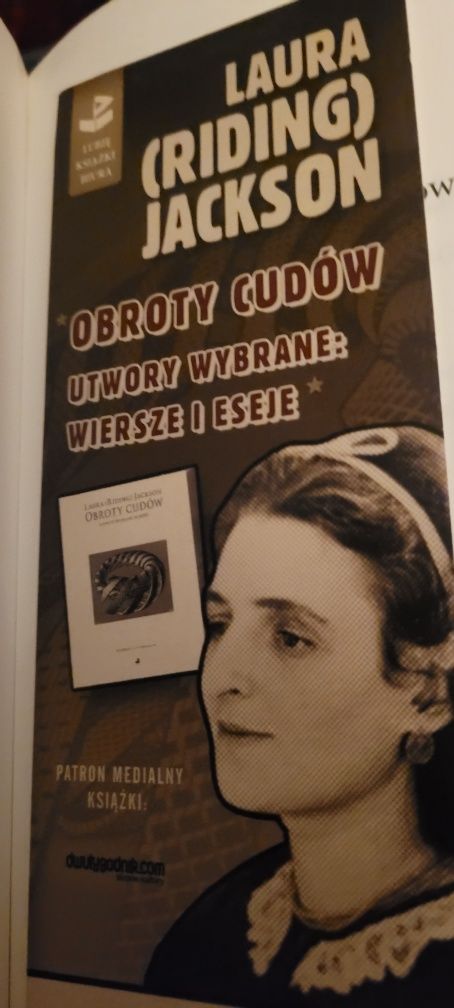 LUBIĘ
KSIĄŻKI
BIURA
LAURA
(RIDING)
JACKSON
OBROTY CUDÓW
UTWORY WYBRANE:
WIERSZE I ESEJE
LAURA (RIDING) JACKSON
OBROTY CUDÓW
PATRON MEDIALNY
KSIĄŻKI:
dwutygodnik.com